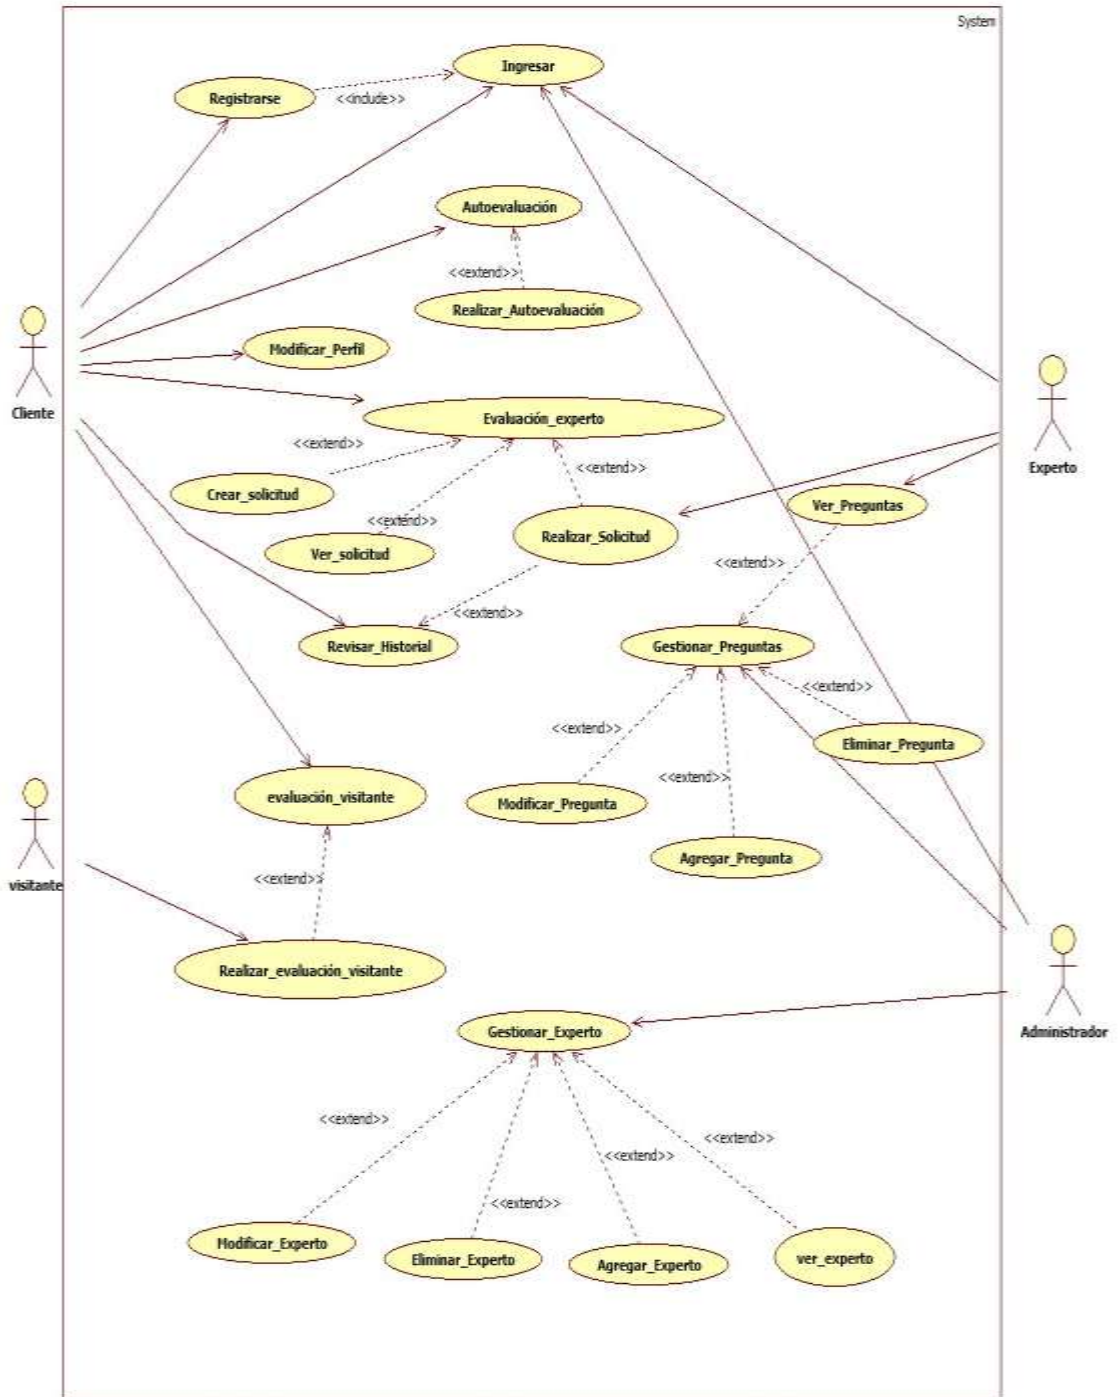 System
Ingresar
Registrarse
<<include>>
Autoevaluación
<<extend>>
Realizar_Autoevaluación
Modificar_Perfil
Cliente
Evaluación_experto
<<extend>>
<<extend>>
Experto
Crear_solicitud
Ver_Preguntas
<<extend>>
Realizar_Solicitud
Ver_solicitud
<<extend>>
<<extend>>
Revisar_Historial
Gestionar_Preguntas
<<extend>>
<<extend>>
Eliminar_Pregunta
<<extend>>
evaluación_visitante
Modificar_Pregunta
Agregar_Pregunta
<<extend>>
visitante
Realizar_evaluación_visitante
Gestionar_Experto
Administrador
<<extend>>
<<extend>>
<<extend>>
<<extend>>
Modificar_Experto
Eliminar_Experto
Agregar_Experto
ver_experto